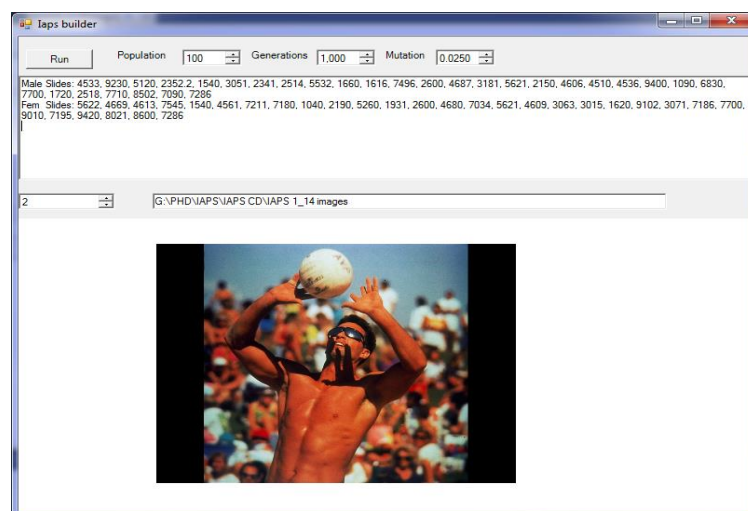 Iaps builder
Run Population 100 Generations 1,000 Mutation 0.0250
Male Slides: 4533, 9230, 5120, 2352.2, 1540, 3051, 2341, 2514, 5532, 1660, 1616, 7496, 2600, 4687, 3181, 5621, 2150, 4606, 4510, 4536, 9400, 1090, 6830,
7700, 1720, 2518, 7710, 8502, 7090, 7286
Fem Slides: 5622, 4669, 4613, 7545, 1540, 4561, 7211, 7180, 1040, 2190, 5260, 1931, 2600, 4680, 7034, 5621, 4609, 3063, 3015, 1620, 9102, 3071, 7186, 7700,
9010, 7195, 9420, 8021, 8600, 7286
2 G:\PHD\IAPS\IAPS CD\IAPS 1_14 images